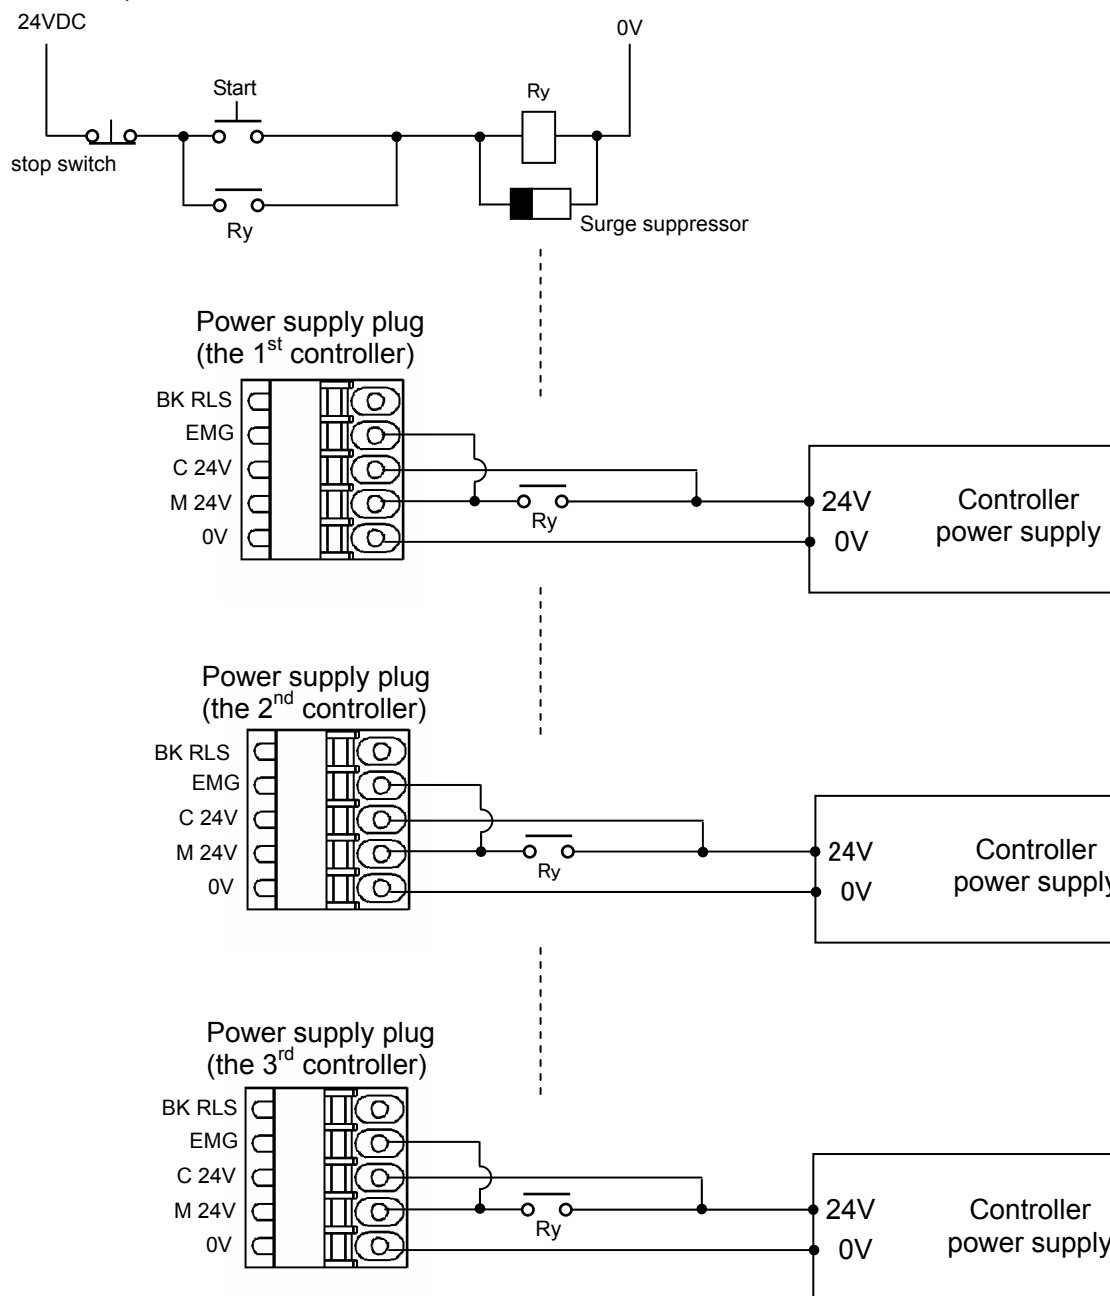 24VDC
0V
Start
Ry
stop switch
Ry
Surge suppressor
Power supply plug
(the 1st controller)
BK RLS
EMG
C 24V
M 24V
0V
Ry
24V
0V
Controller
power supply
Power supply plug
(the 2nd controller)
BK RLS
EMG
C 24V
M 24V
0V
Ry
24V
0V
Controller
power supply
Power supply plug
(the 3rd controller)
BK RLS
EMG
C 24V
M 24V
0V
Ry
24V
0V
Controller
power supply